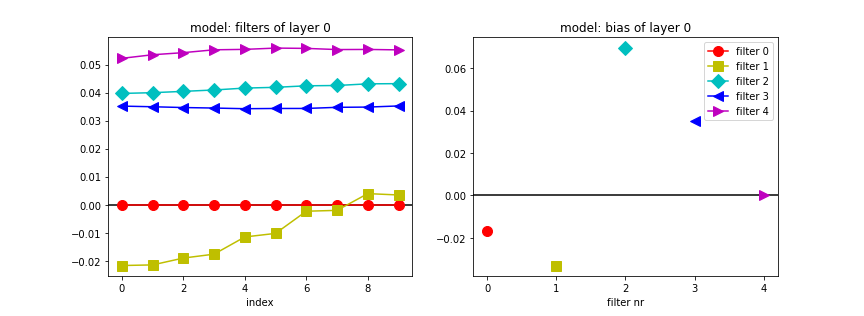 model: filters of layer 0
0.05
0.04
0.03
0.02
0.01
0.00
−0.01
−0.02
0
2
4
6
8
index
model: bias of layer 0
0.06
0.04
0.02
0.00
−0.02
0
1
2
3
4
filter nr
filter 0
filter 1
filter 2
filter 3
filter 4